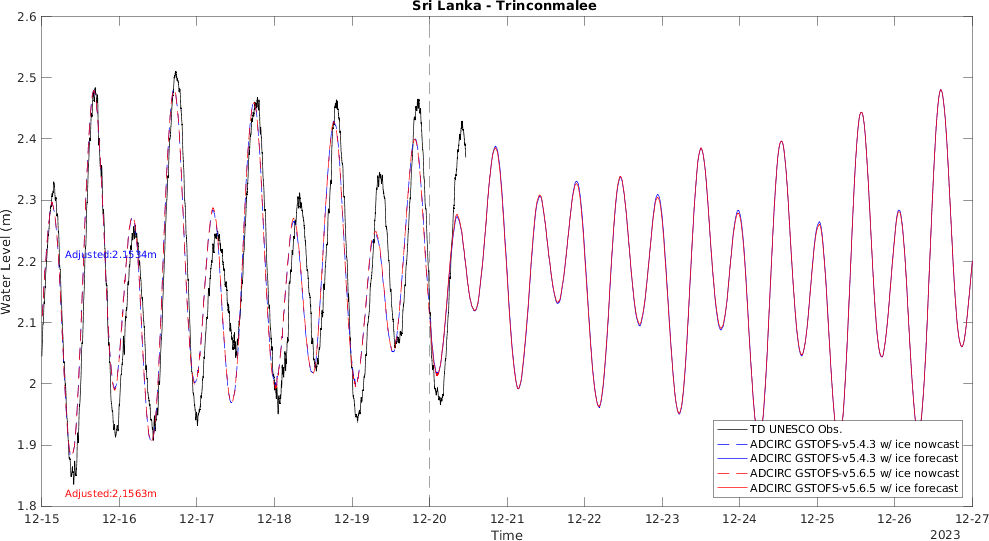 Sri Lanka - Trinconmalee
2.6
2.5
2.4
2.3
2.2
2.1
2
1.9
1.8
Water Level (m)
Adjusted:2.1534m
Adjusted:2.1563m
TD UNESCO Obs.
ADCIRC GSTOFS-v5.4.3 w/ ice nowcast
ADCIRC GSTOFS-v5.4.3 w/ ice forecast
ADCIRC GSTOFS-v5.6.5 w/ ice nowcast
ADCIRC GSTOFS-v5.6.5 w/ ice forecast
12-15 12-16 12-17 12-18 12-19 12-20 12-21 12-22 12-23 12-24 12-25 12-26 12-27
Time
2023